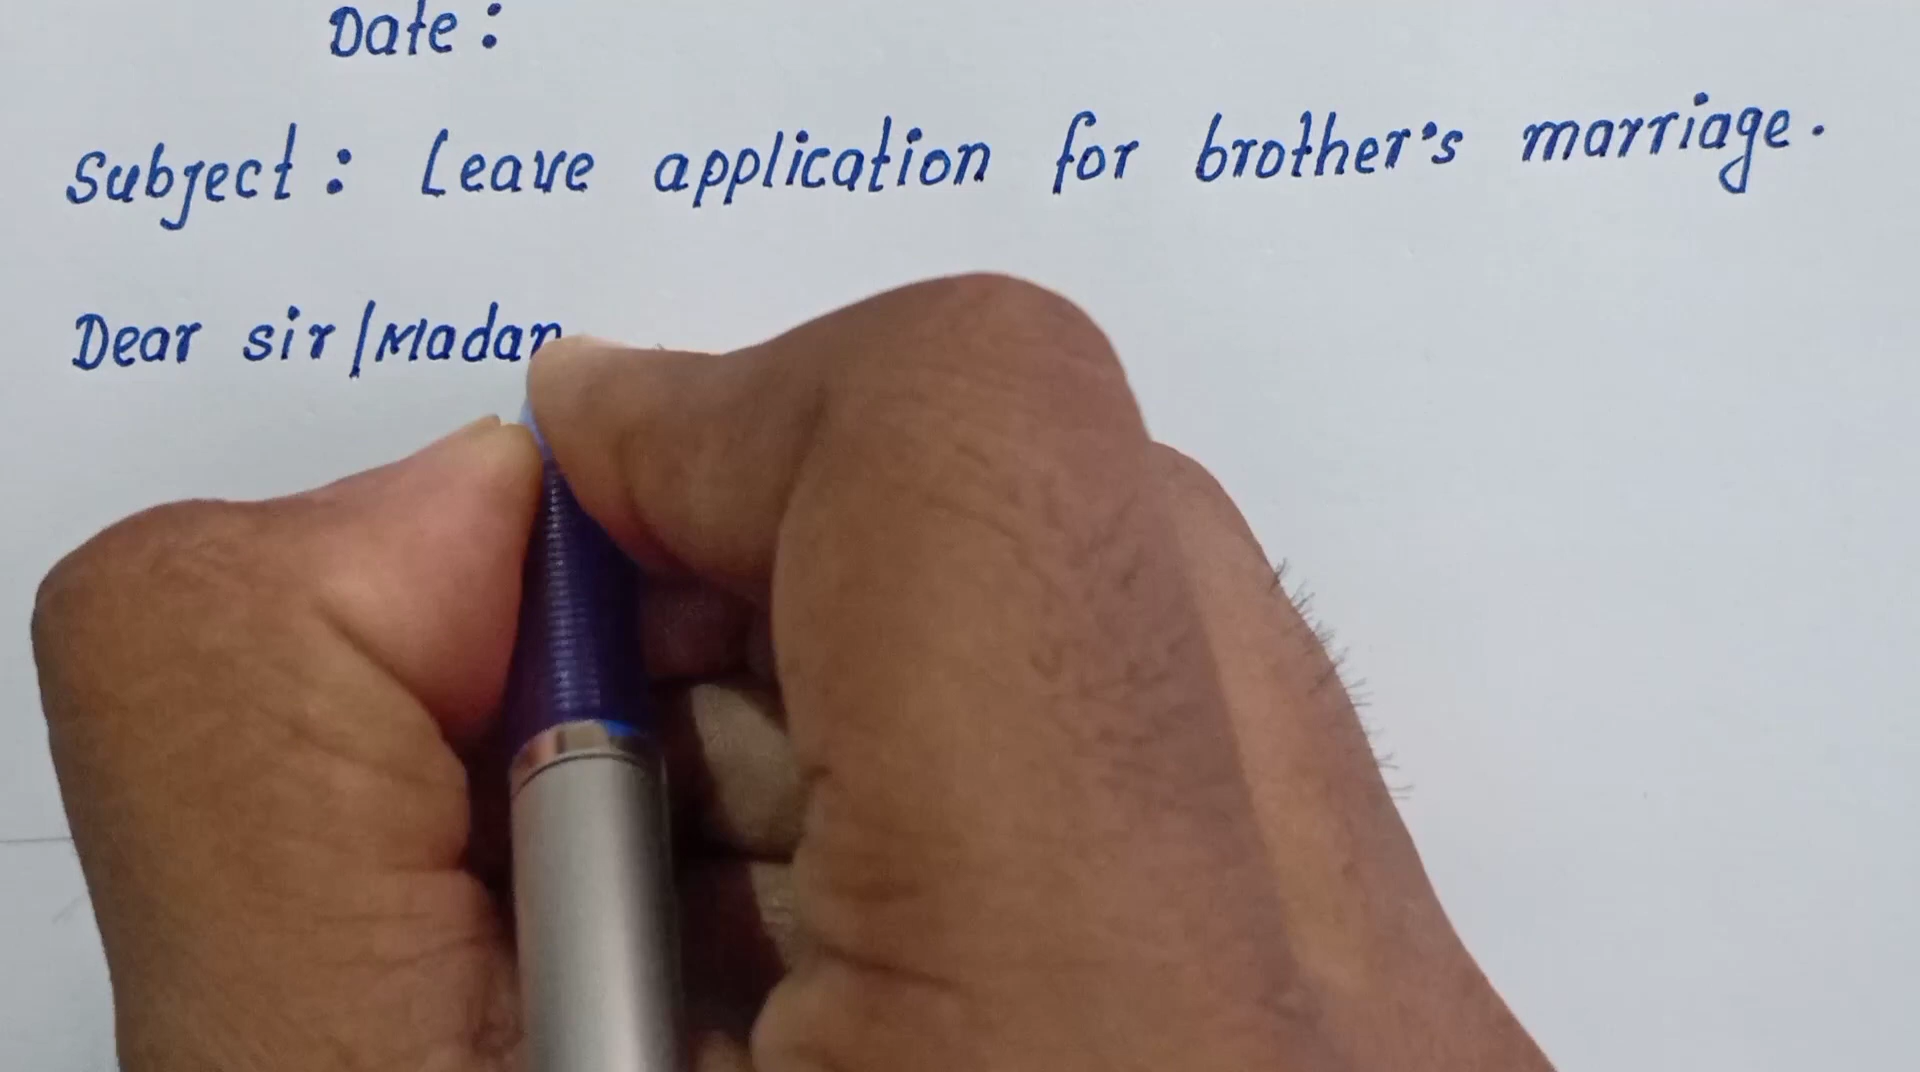 Date :
Subject : Leave application for brother's marriage.
Dear sir/Madam